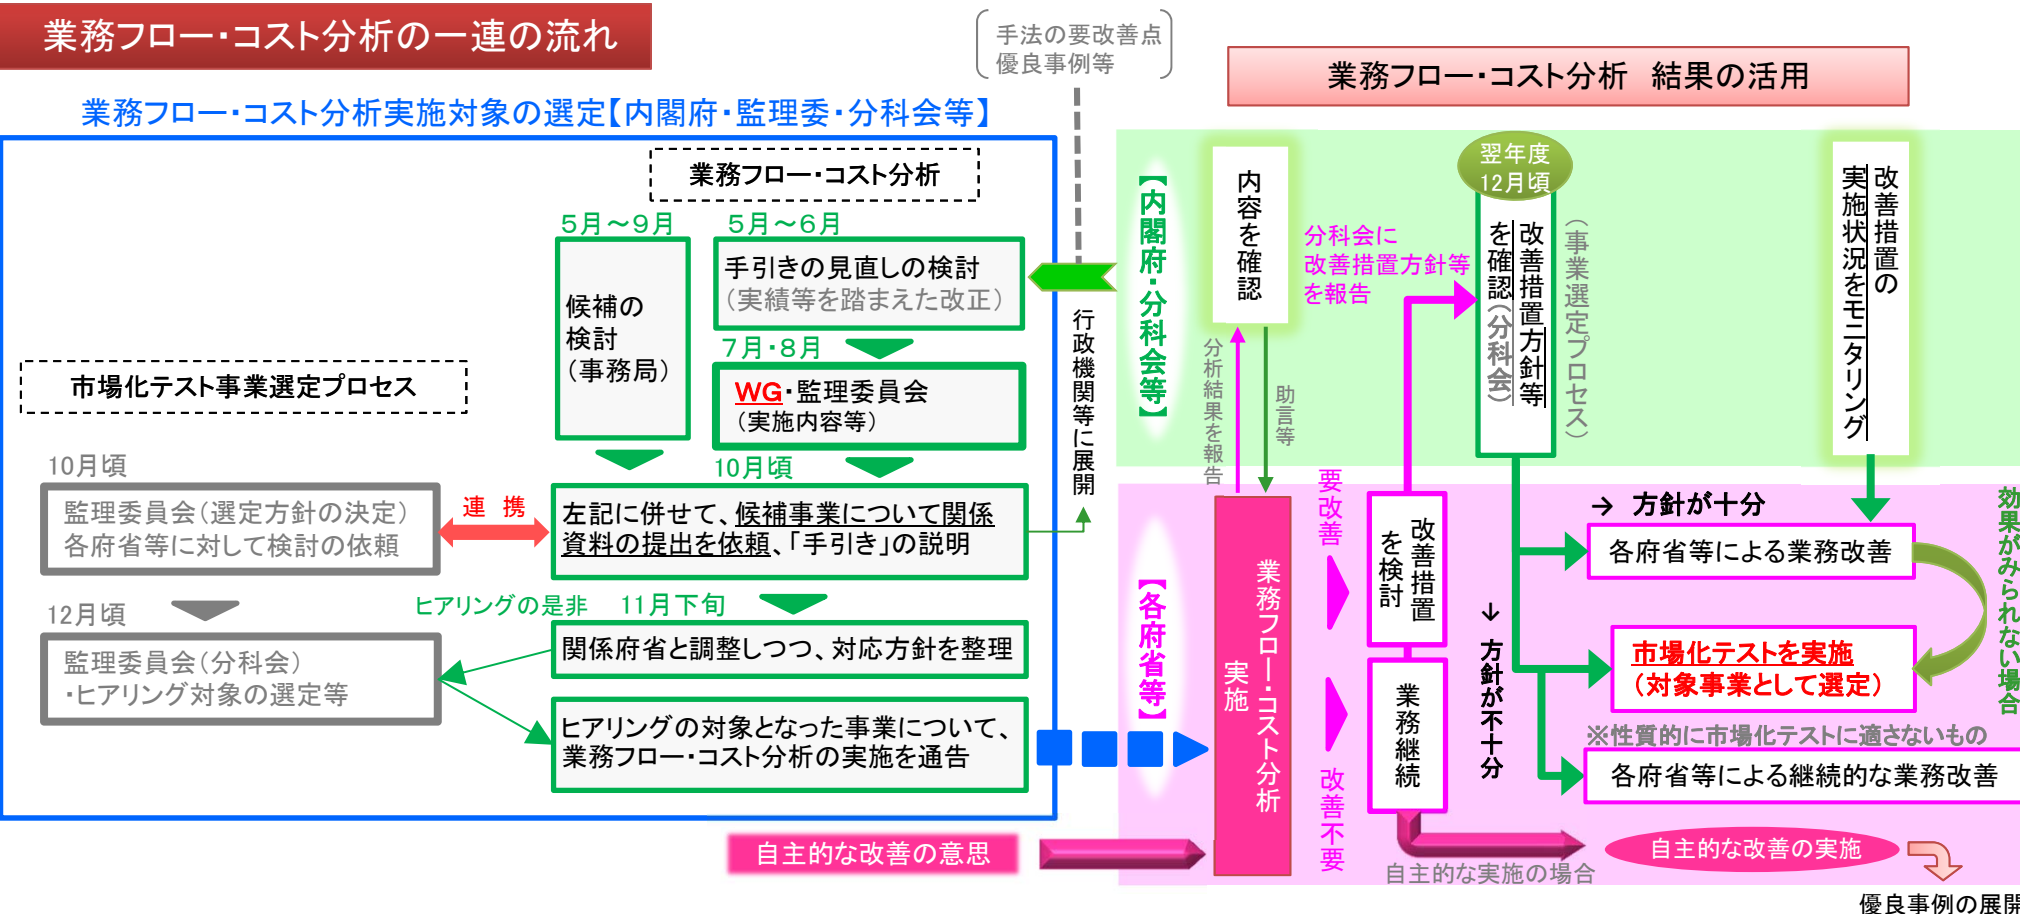 業務フロー・コスト分析の一連の流れ
手法の要改善点
優良事例等
業務フロー・コスト分析　結果の活用
業務フロー・コスト分析実施対象の選定【内閣府・監理委・分科会等】
業務フロー・コスト分析
5月～9月
候補の
検討
（事務局）
5月～6月
手引きの見直しの検討
（実績等を踏まえた改正）
7月・8月
WG・監理委員会
（実施内容等）
市場化テスト事業選定プロセス
10月頃
監理委員会（選定方針の決定）
各府省等に対して検討の依頼
連　携
10月頃
左記に併せて、候補事業について関係
資料の提出を依頼、「手引き」の説明
行政機関等に展開
12月頃
監理委員会（分科会）
・ヒアリング対象の選定等
ヒアリングの是非
11月下旬
関係府省と調整しつつ、対応方針を整理
ヒアリングの対象となった事業について、
業務フロー・コスト分析の実施を通告
自主的な改善の意思
【内閣府・分科会等】
内容を確認
分析結果を報告
助言等
分科会に
改善措置方針等
を報告
翌年度
12月頃
改善措置方針等
を確認（分科会）
（事業選定プロセス）
改善措置の
実施状況をモニタリング
【各府省等】
業務フロー・コスト分析
実施
要改善
改善不要
改善措置
を検討
業務継続
→　方針が十分
↓　方針が不十分
各府省等による業務改善
市場化テストを実施
（対象事業として選定）
効果がみられない場合
※性質的に市場化テストに適さないもの
各府省等による継続的な業務改善
自主的な実施の場合
自主的な改善の実施
優良事例の展開